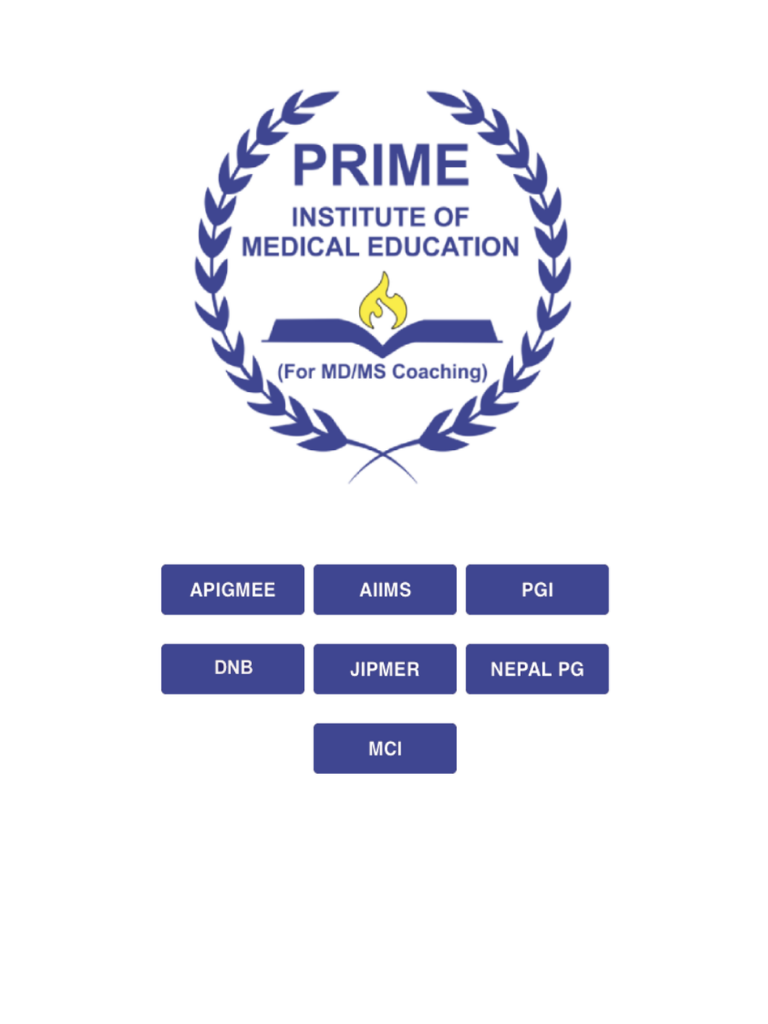 PRIME
INSTITUTE OF
MEDICAL EDUCATION
(For MD/MS Coaching)
APIGMEE AIIMS PGI
DNB JIPMER NEPAL PG
MCI